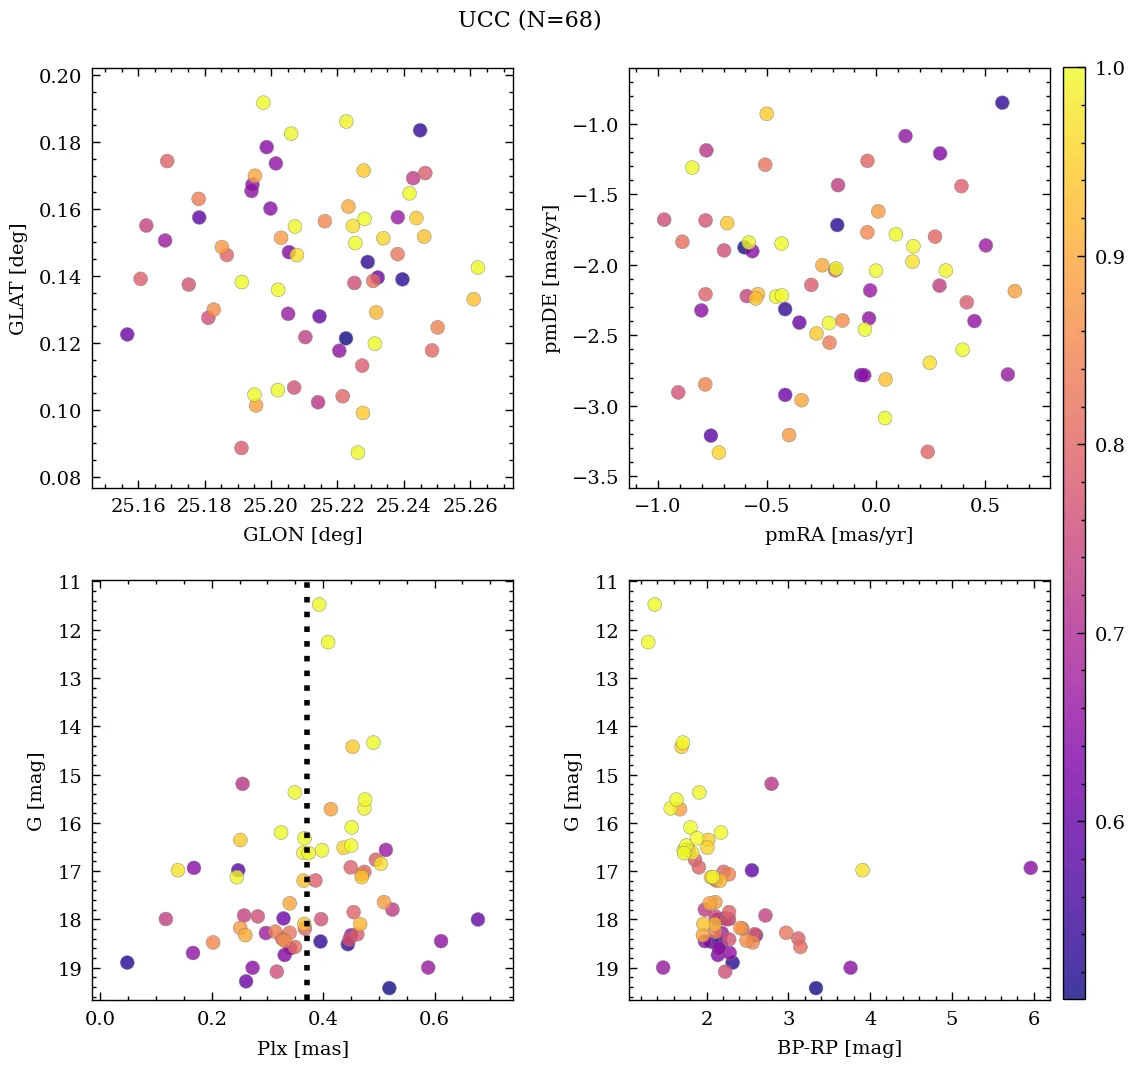 UCC (N=68)
0.20
0.18
0.16
0.14
0.12
0.10
0.08
GLAT [deg]
25.16 25.18 25.20 25.22 25.24 25.26
GLON [deg]
−1.0
−1.5
−2.0
−2.5
−3.0
−3.5
pmDE [mas/yr]
−1.0 −0.5 0.0 0.5
pmRA [mas/yr]
1.0
0.9
0.8
0.7
0.6
11
12
13
14
15
16
17
18
19
G [mag]
0.0 0.2 0.4 0.6
Plx [mas]
11
12
13
14
15
16
17
18
19
G [mag]
2 3 4 5 6
BP-RP [mag]